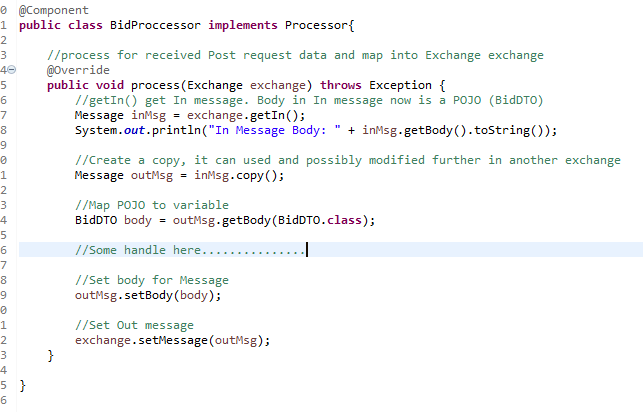 0 @Component
1 public class BidProccessor implements Processor{
2
3 //process for received Post request data and map into Exchange exchange
4 @Override
5 public void process(Exchange exchange) throws Exception {
6 //getIn() get In message. Body in In message now is a POJO (BidDTO)
7 Message inMsg = exchange.getIn();
8 System.out.println("In Message Body: " + inMsg.getBody().toString());
9
0 //Create a copy, it can used and possibly modified further in another exchange
1 Message outMsg = inMsg.copy();
2
3 //Map POJO to variable
4 BidDTO body = outMsg.getBody(BidDTO.class);
5
6 //Some handle here...............
7
8 //Set body for Message
9 outMsg.setBody(body);
0
1 //Set Out message
2 exchange.setMessage(outMsg);
3 }
4
5 }
6